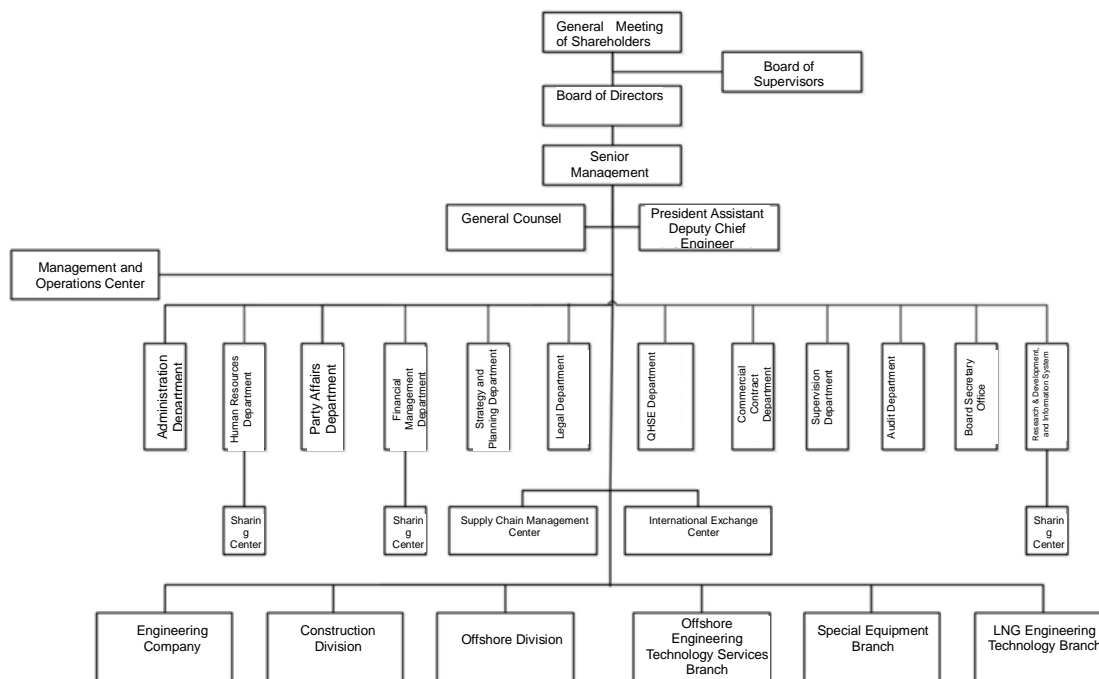 General Meeting
of Shareholders
Board of
Supervisors
Board of Directors
Senior
Management
General Counsel
President Assistant
Deputy Chief
Engineer
Management and
Operations Center
Administration
Department
Human Resources
Department
Party Affairs
Department
Financial
Management
Department
Strategy and
Planning Department
Legal Department
QHSE Department
Commercial
Contract
Department
Supervision
Department
Audit Department
Board Secretary
Office
Research & Development,
and Information System
Sharin
g
Center
Sharin
g
Center
Supply Chain Management
Center
International Exchange
Center
Sharin
g
Center
Engineering
Company
Construction
Division
Offshore Division
Offshore
Engineering
Technology Services
Branch
Special Equipment
Branch
LNG Engineering
Technology Branch